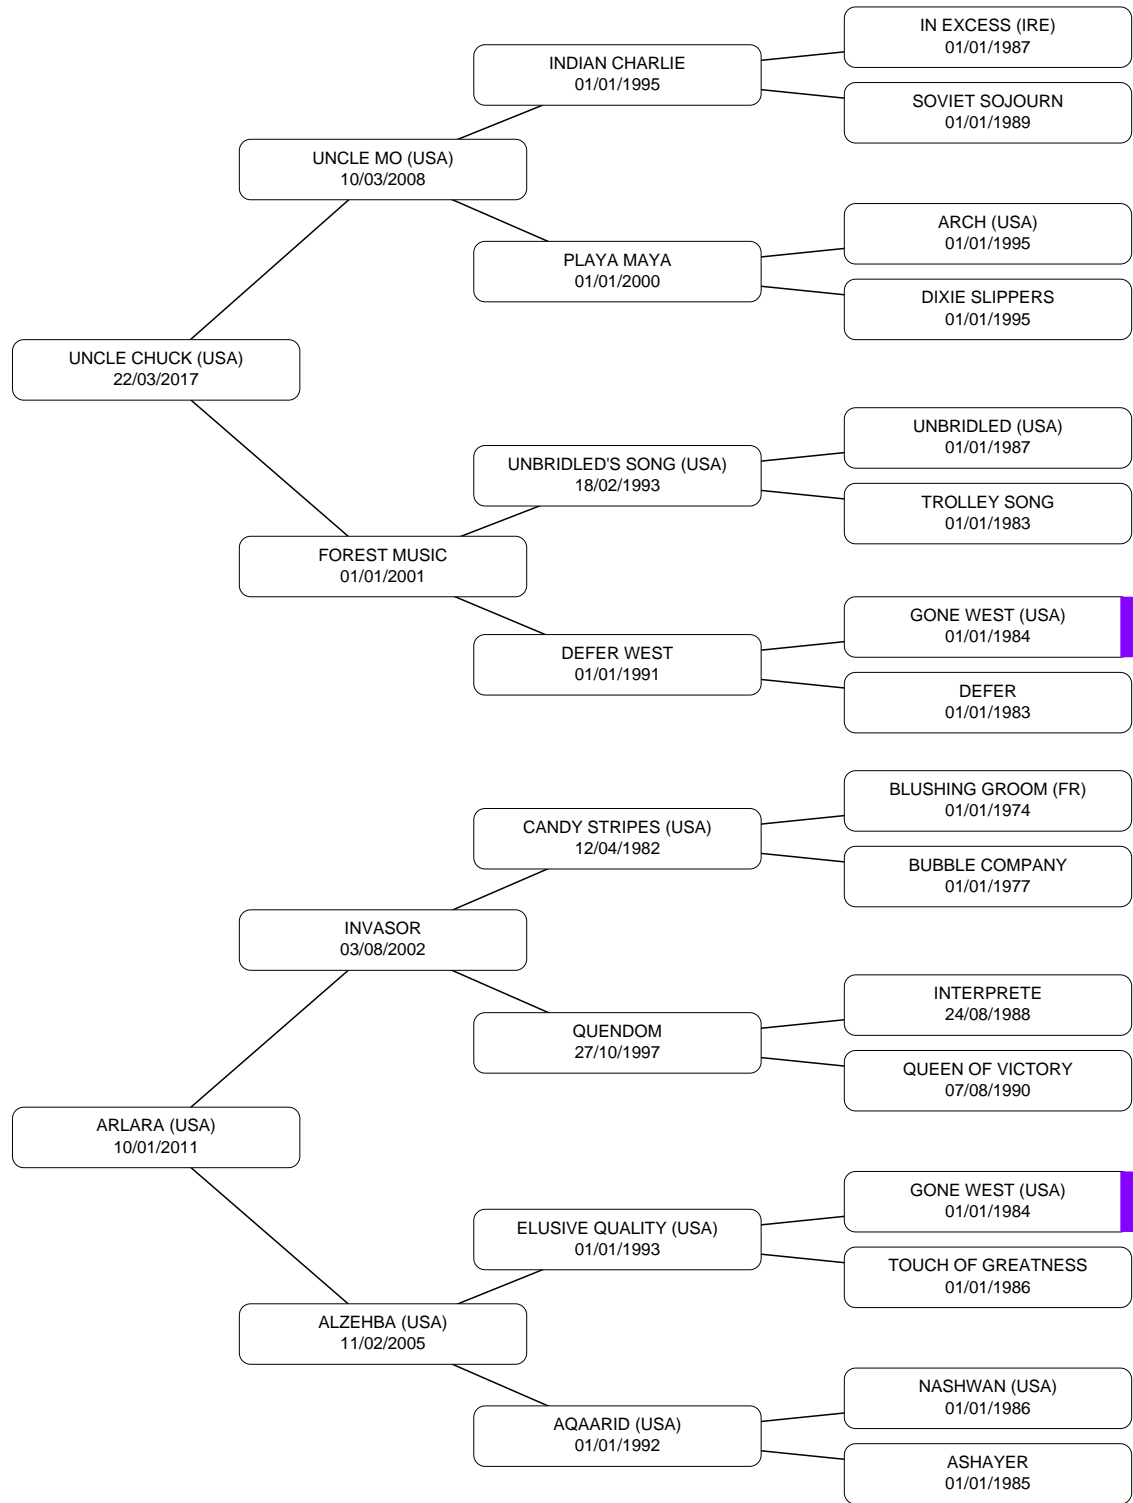 IN EXCESS (IRE)
01/01/1987
INDIAN CHARLIE
01/01/1995
SOVIET SOJOURN
01/01/1989
UNCLE MO (USA)
10/03/2008
ARCH (USA)
01/01/1995
PLAYA MAYA
01/01/2000
DIXIE SLIPPERS
01/01/1995
UNCLE CHUCK (USA)
22/03/2017
UNBRIDLED (USA)
01/01/1987
UNBRIDLED'S SONG (USA)
18/02/1993
TROLLEY SONG
01/01/1983
FOREST MUSIC
01/01/2001
GONE WEST (USA)
01/01/1984
DEFER WEST
01/01/1991
DEFER
01/01/1983
BLUSHING GROOM (FR)
01/01/1974
CANDY STRIPES (USA)
12/04/1982
BUBBLE COMPANY
01/01/1977
INVASOR
03/08/2002
INTERPRETE
24/08/1988
QUENDOM
27/10/1997
QUEEN OF VICTORY
07/08/1990
ARLARA (USA)
10/01/2011
GONE WEST (USA)
01/01/1984
ELUSIVE QUALITY (USA)
01/01/1993
TOUCH OF GREATNESS
01/01/1986
ALZEHBA (USA)
11/02/2005
NASHWAN (USA)
01/01/1986
AQAARID (USA)
01/01/1992
ASHAYER
01/01/1985